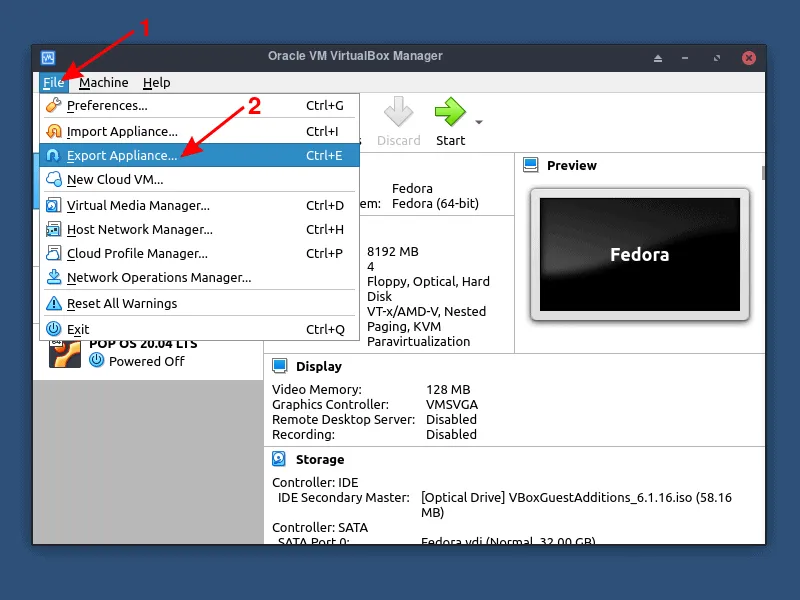 1
Oracle VM VirtualBox Manager
File Machine Help
2
Preferences... Ctrl+G
Import Appliance... Ctrl+I
Export Appliance... Ctrl+E
New Cloud VM...
Virtual Media Manager... Ctrl+D
Host Network Manager... Ctrl+H
Cloud Profile Manager... Ctrl+P
Network Operations Manager...
Reset All Warnings
Exit Ctrl+Q
Discard Start
Fedora
em: Fedora (64-bit)
8192 MB
4
Floppy, Optical, Hard
Disk
VT-x/AMD-V, Nested
Paging, KVM
Paravirtualization
Preview
Fedora
POP OS 20.04 LTS
Powered Off
Display
Video Memory: 128 MB
Graphics Controller: VMSVGA
Remote Desktop Server: Disabled
Recording: Disabled
Storage
Controller: IDE
IDE Secondary Master: [Optical Drive] VBoxGuestAdditions_6.1.16.iso (58.16
MB)
Controller: SATA
SATA Port 0: Fedora.vdi (Normal, 32.00 GB)